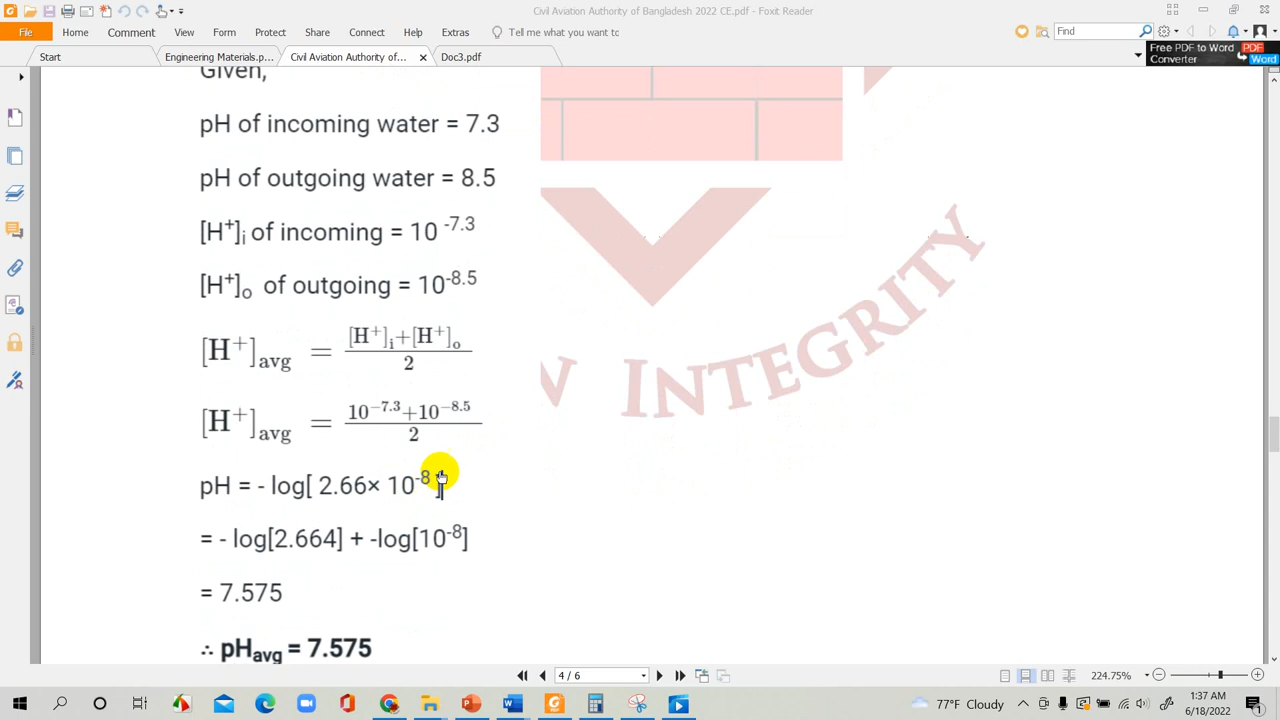 Civil Aviation Authority of Bangladesh 2022 CE.pdf - Foxit Reader
File Home Comment View Form Protect Share Connect Help Extras Tell me what you want to Find
Start Engineering Materials.p... Civil Aviation Authority of... Doc3.pdf Free PDF to Word Converter PDF Word
Given,
pH of incoming water = 7.3
pH of outgoing water = 8.5
[H⁺]ᵢ of incoming = 10 ⁻⁷·³
[H⁺]ₒ of outgoing = 10⁻⁸·⁵
[H⁺]avg = [H⁺]ᵢ+[H⁺]ₒ / 2
[H⁺]avg = 10⁻⁷·³+10⁻⁸·⁵ / 2
pH = - log[ 2.66× 10⁻⁸ ]
= - log[2.664] + -log[10⁻⁸]
= 7.575
∴ pHavg = 7.575
N INTEGRITY
4 / 6
224.75%
77°F Cloudy
1:37 AM
6/18/2022